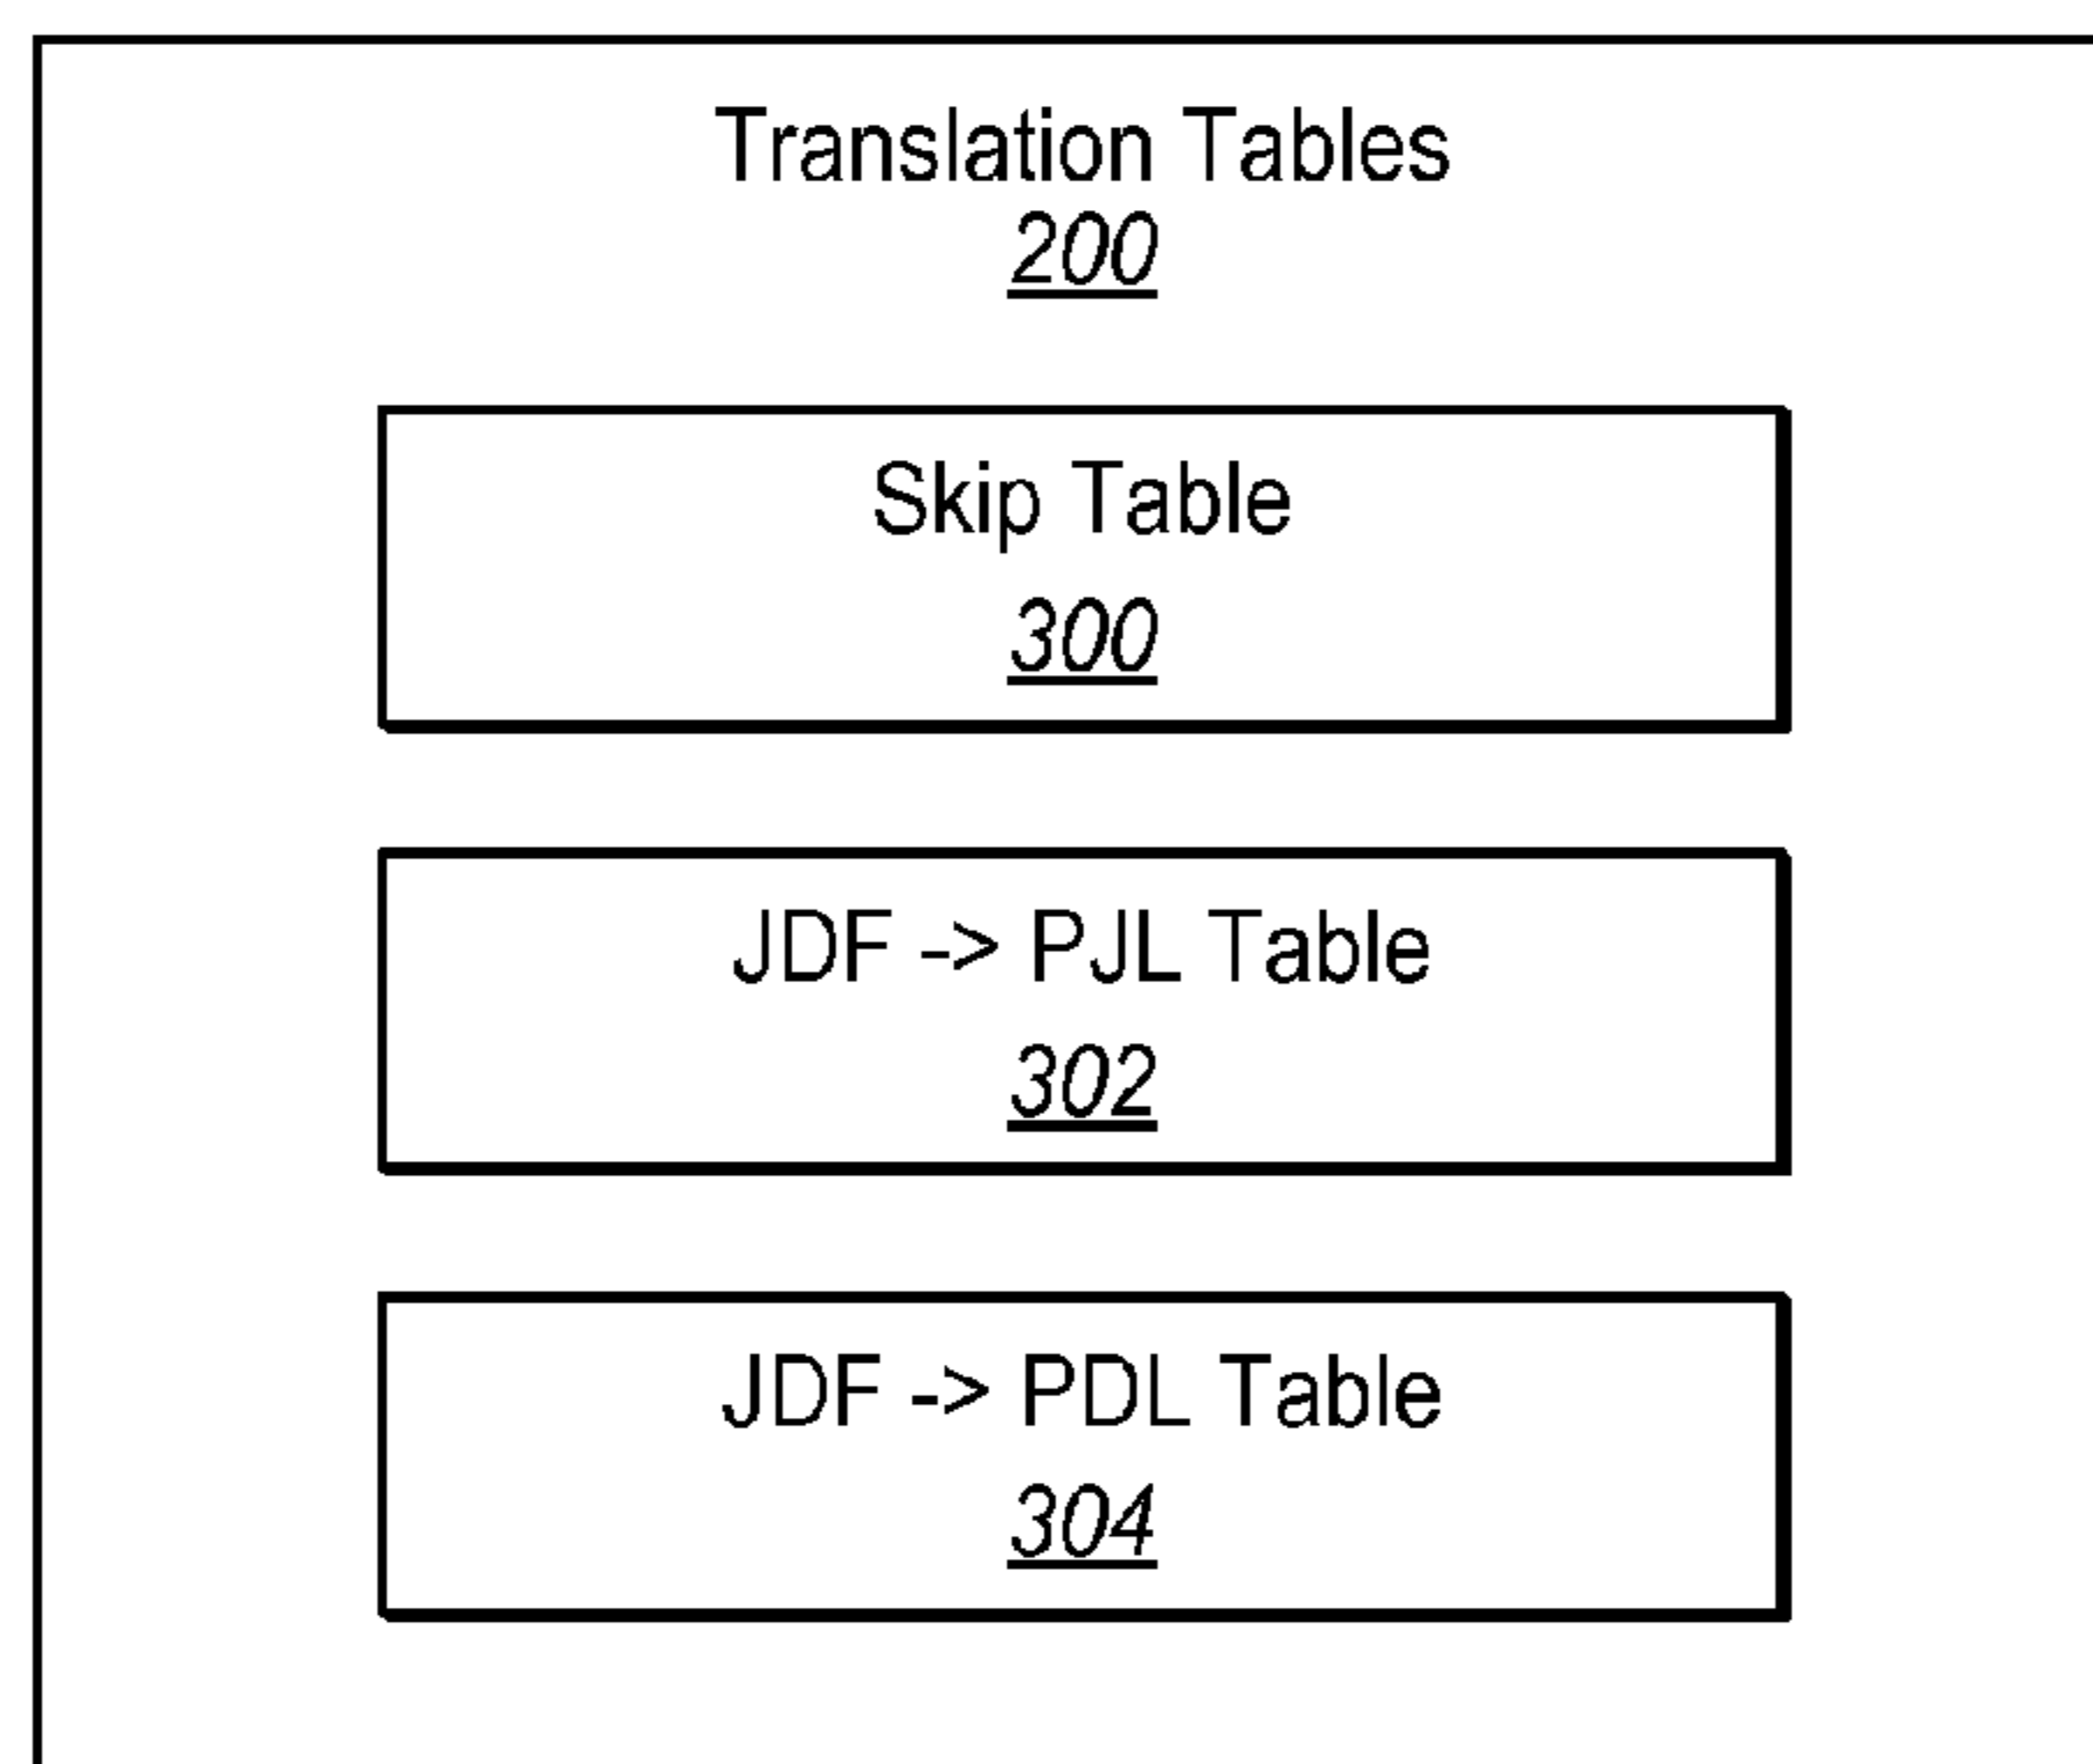 Translation Tables
200
Skip Table
300
JDF -> PJL Table
302
JDF -> PDL Table
304